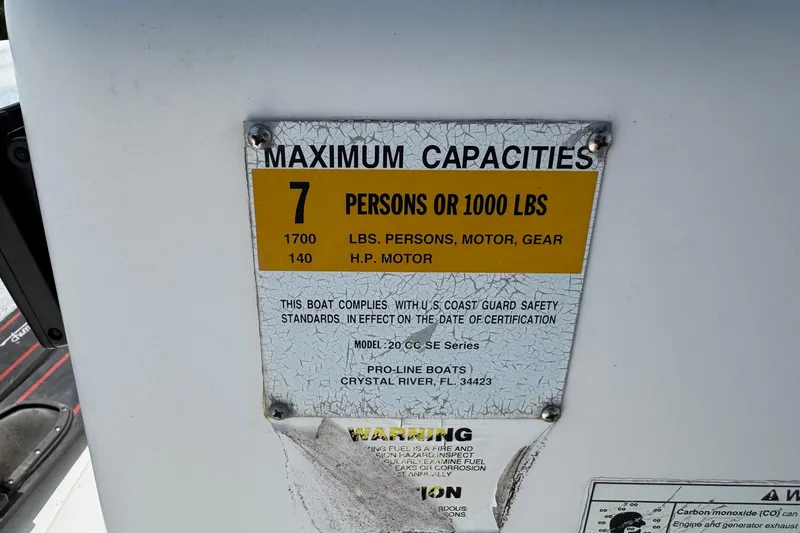 MAXIMUM CAPACITIES
7 PERSONS OR 1000 LBS
1700 LBS. PERSONS, MOTOR, GEAR
140 H.P. MOTOR
THIS BOAT COMPLIES WITH U.S. COAST GUARD SAFETY
STANDARDS IN EFFECT ON THE DATE OF CERTIFICATION
MODEL: 20 CC SE Series
PRO-LINE BOATS
CRYSTAL RIVER, FL. 34423
WARNING
FUEL IS A FIRE AND
HAZARD. INSPECT
EXAMINE FUEL
OR CORROSION
Carbon monoxide (CO) can
Engine and generator exhaust